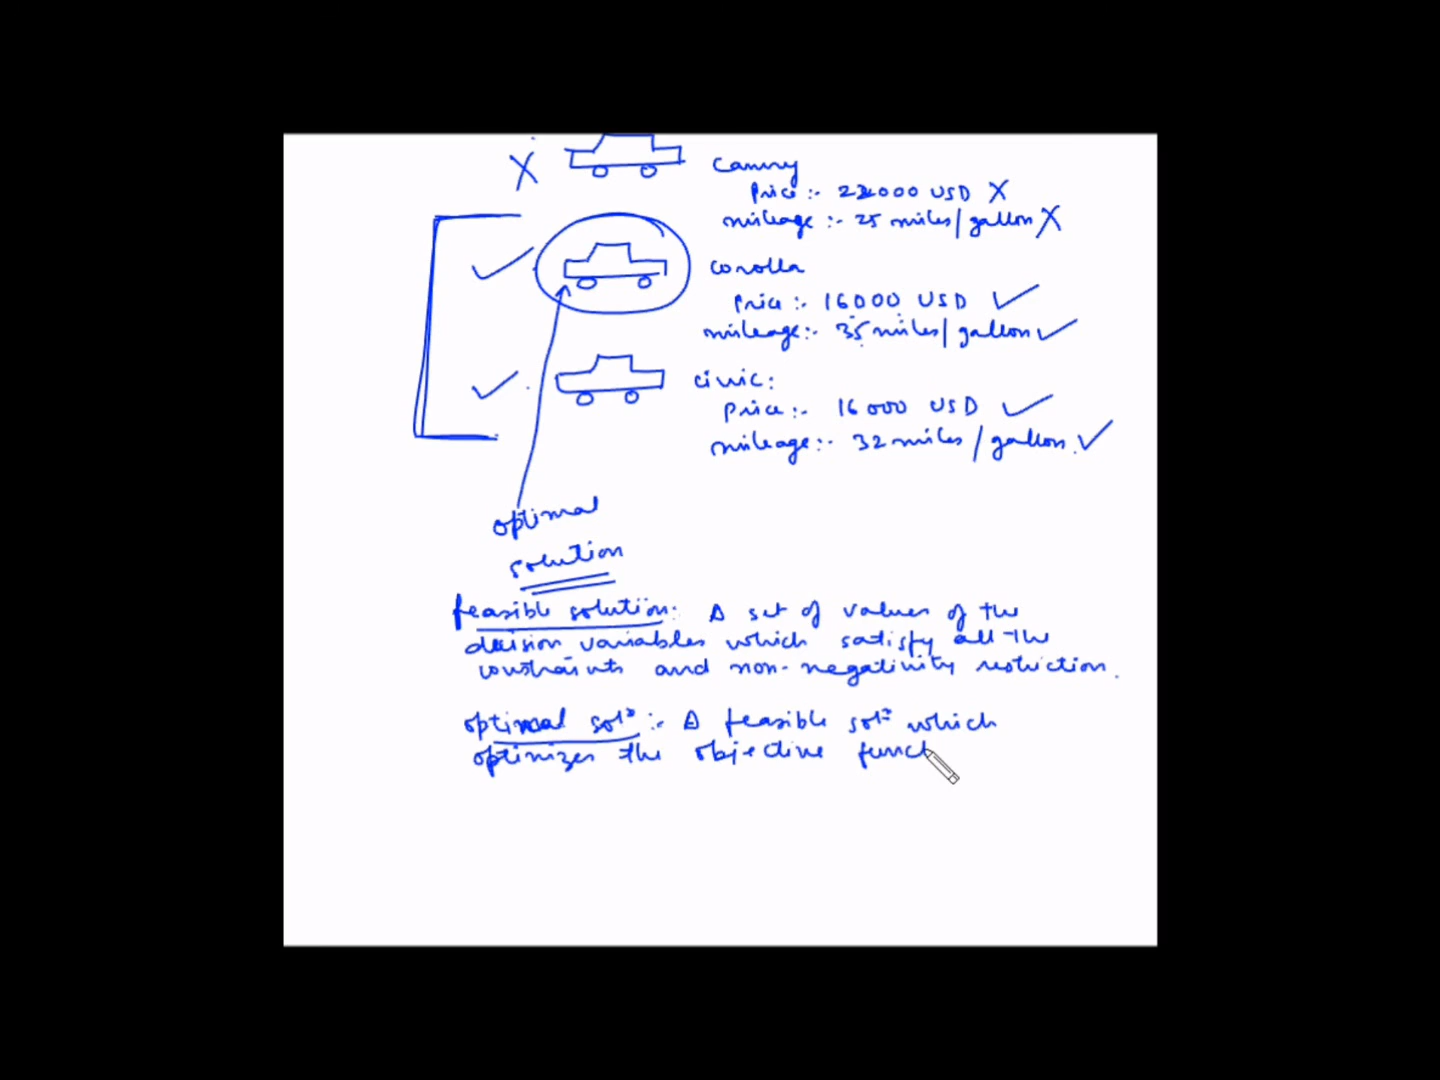 Camry
Price :- 22000 USD X
mileage :- 25 miles/gallon X
corolla
Price :- 16000 USD ✓
mileage :- 35 miles/gallon ✓
civic :
Price :- 16000 USD ✓
mileage :- 32 miles/gallon. ✓
optimal
solution
feasible solution: A set of values of the
decision variables which satisfy all the
constraints and non-negativity restriction.
optimal solⁿ :- A feasible solⁿ which
optimizes the objective funct